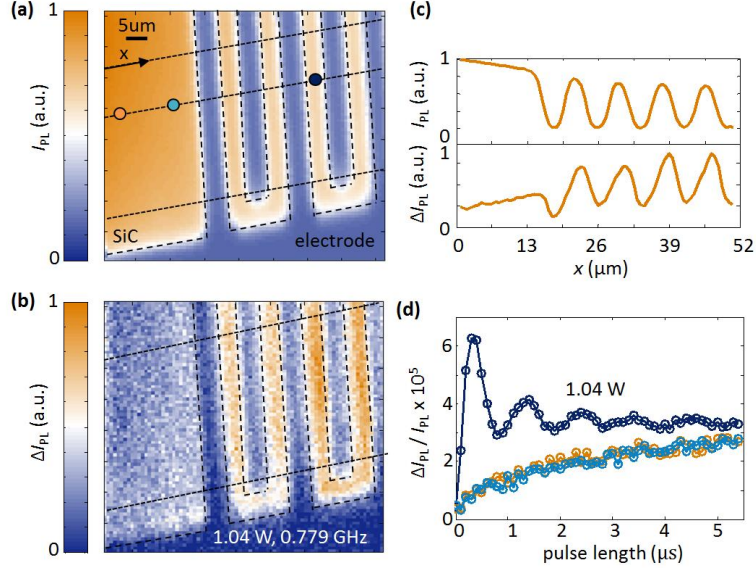 (a)
1
5um
x
I_PL (a.u.)
0
SiC
electrode
(b)
1
ΔI_PL (a.u.)
0
1.04 W, 0.779 GHz
(c)
1
I_PL (a.u.)
0
1
ΔI_PL (a.u.)
0
0 13 26 39 52
x (μm)
(d)
6
4
2
0
ΔI_PL / I_PL x 10⁵
1.04 W
0 1 2 3 4 5
pulse length (μs)